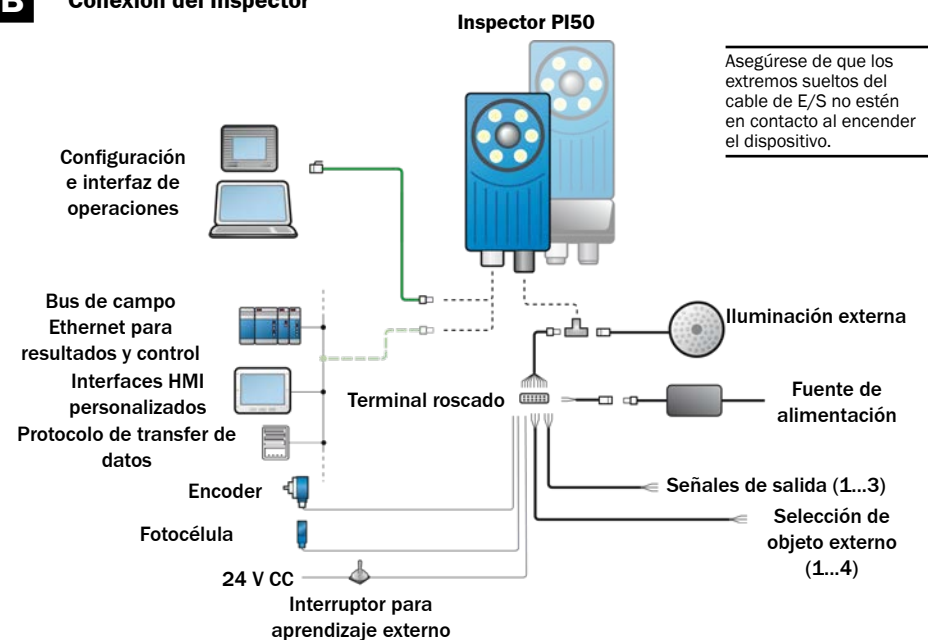 B
Conexión del Inspector
Inspector PI50
Asegúrese de que los
extremos sueltos del
cable de E/S no estén
en contacto al encender
el dispositivo.
Configuración
e interfaz de
operaciones
Bus de campo
Ethernet para
resultados y control
Interfaces HMI
personalizados
Protocolo de transfer de
datos
Iluminación externa
Terminal roscado
Fuente de
alimentación
Encoder
Señales de salida (1...3)
Fotocélula
Selección de
objeto externo
(1...4)
24 V CC
Interruptor para
aprendizaje externo